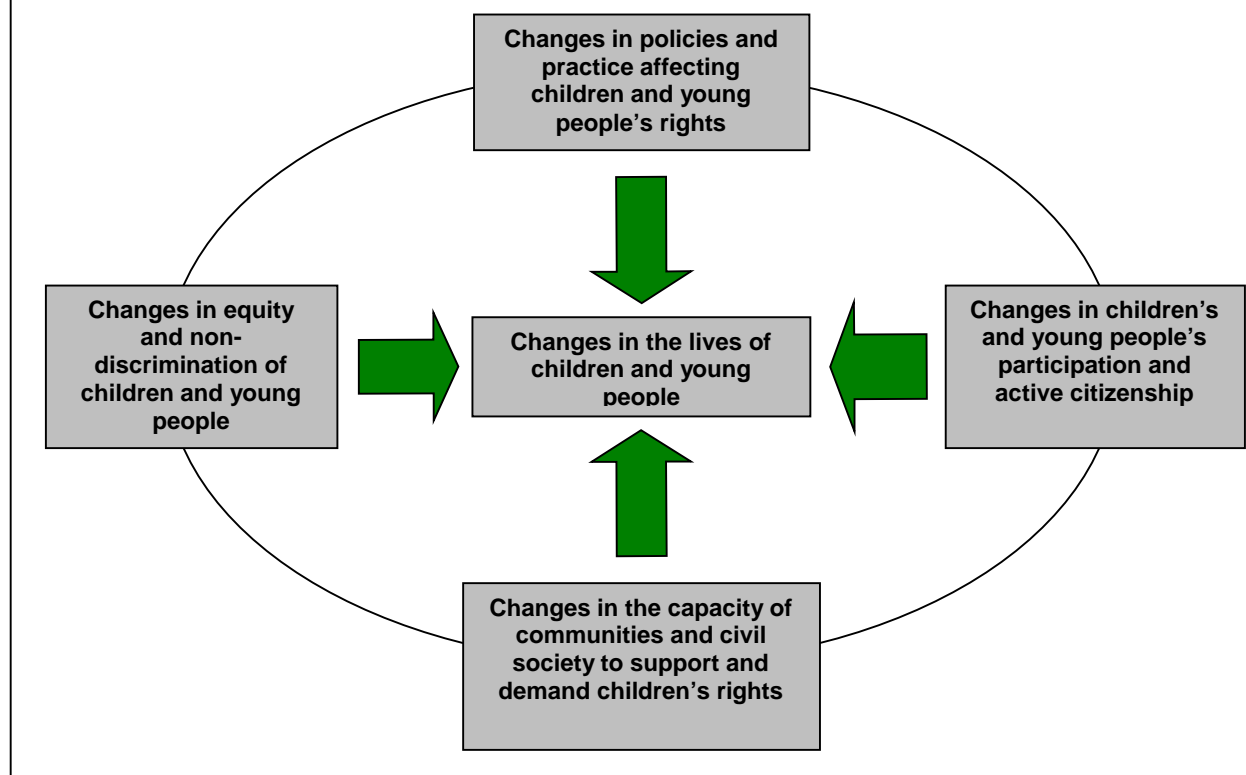 Changes in policies and
practice affecting
children and young
people’s rights
Changes in equity
and non-
discrimination of
children and young
people
Changes in the lives of
children and young
people
Changes in children’s
and young people’s
participation and
active citizenship
Changes in the capacity of
communities and civil
society to support and
demand children’s rights